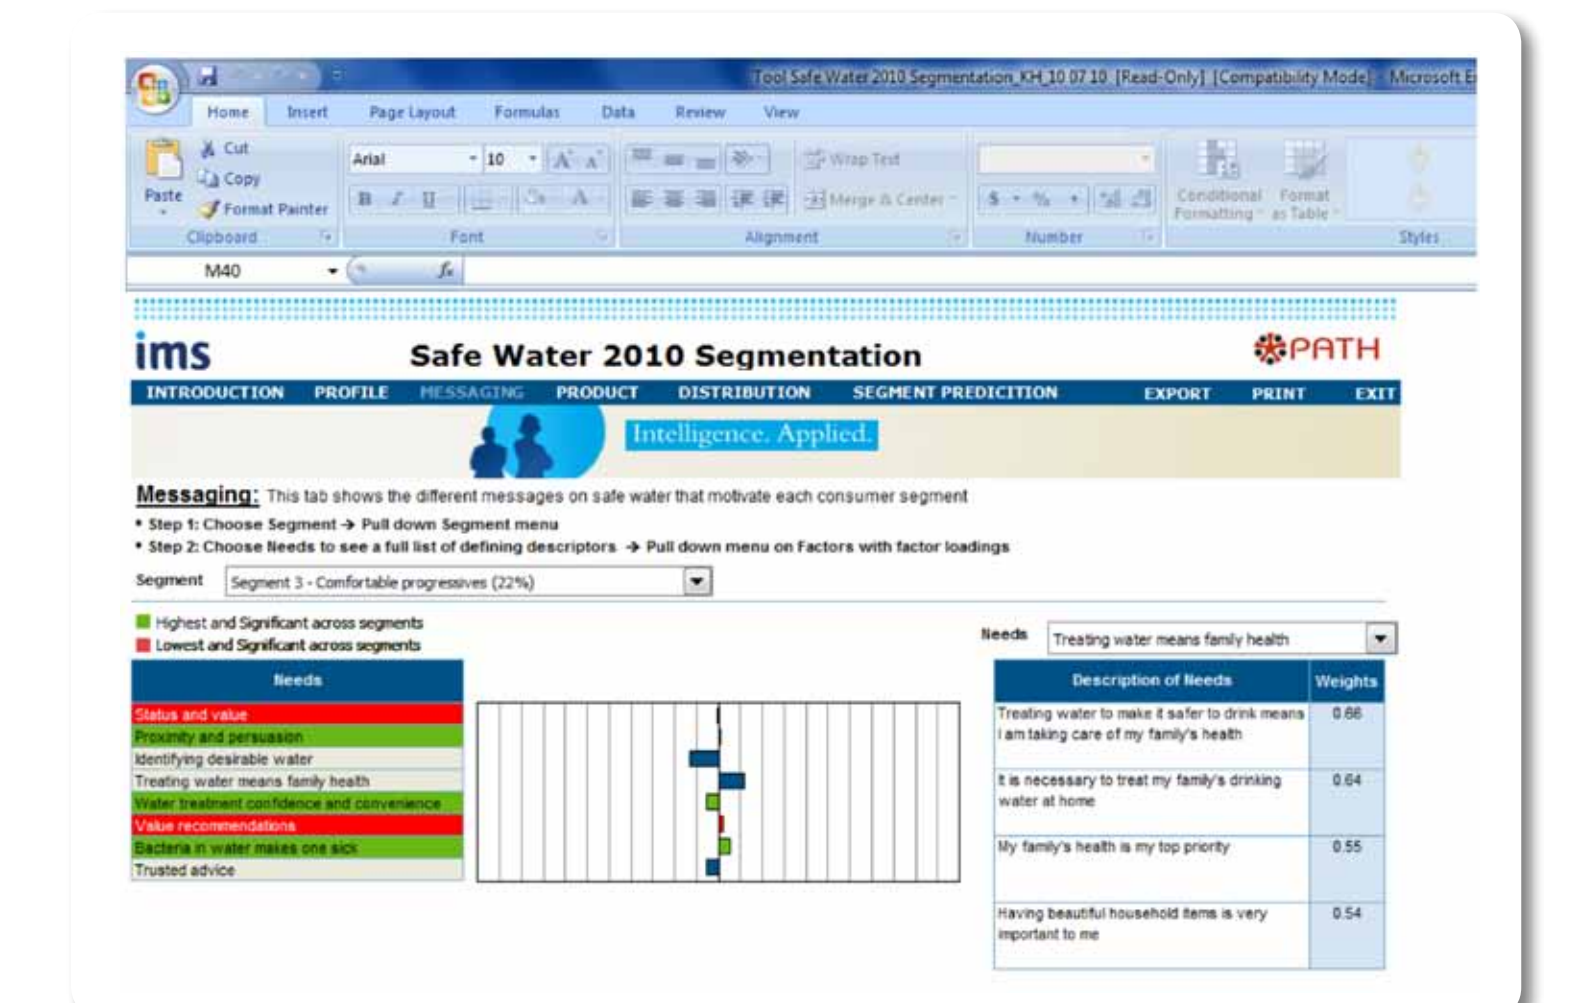 Tool Safe Water 2010 Segmentation_KH_10 07 10 [Read-Only] [Compatibility Mode] - Microsoft E
Home Insert Page Layout Formulas Data Review View
Cut
Copy
Paste
Format Painter
Arial 10
B I U
Wrap Text
Merge & Center
$ %
Conditional Formatting
Format as Table
Clipboard Font Alignment Number Styles
M40 fx
ims Safe Water 2010 Segmentation PATH
INTRODUCTION PROFILE MESSAGING PRODUCT DISTRIBUTION SEGMENT PREDICITION EXPORT PRINT EXIT
Intelligence. Applied.
Messaging: This tab shows the different messages on safe water that motivate each consumer segment
* Step 1: Choose Segment → Pull down Segment menu
* Step 2: Choose Needs to see a full list of defining descriptors → Pull down menu on Factors with factor loadings
Segment Segment 3 - Comfortable progressives (22%)
Highest and Significant across segments
Lowest and Significant across segments
Needs
Status and value
Proximity and persuasion
Identifying desirable water
Treating water means family health
Water treatment confidence and convenience
Value recommendations
Bacteria in water makes one sick
Trusted advice
Needs Treating water means family health
Description of Needs Weights
Treating water to make it safer to drink means 0.66
I am taking care of my family's health
It is necessary to treat my family's drinking 0.64
water at home
My family's health is my top priority 0.55
Having beautiful household items is very 0.54
important to me